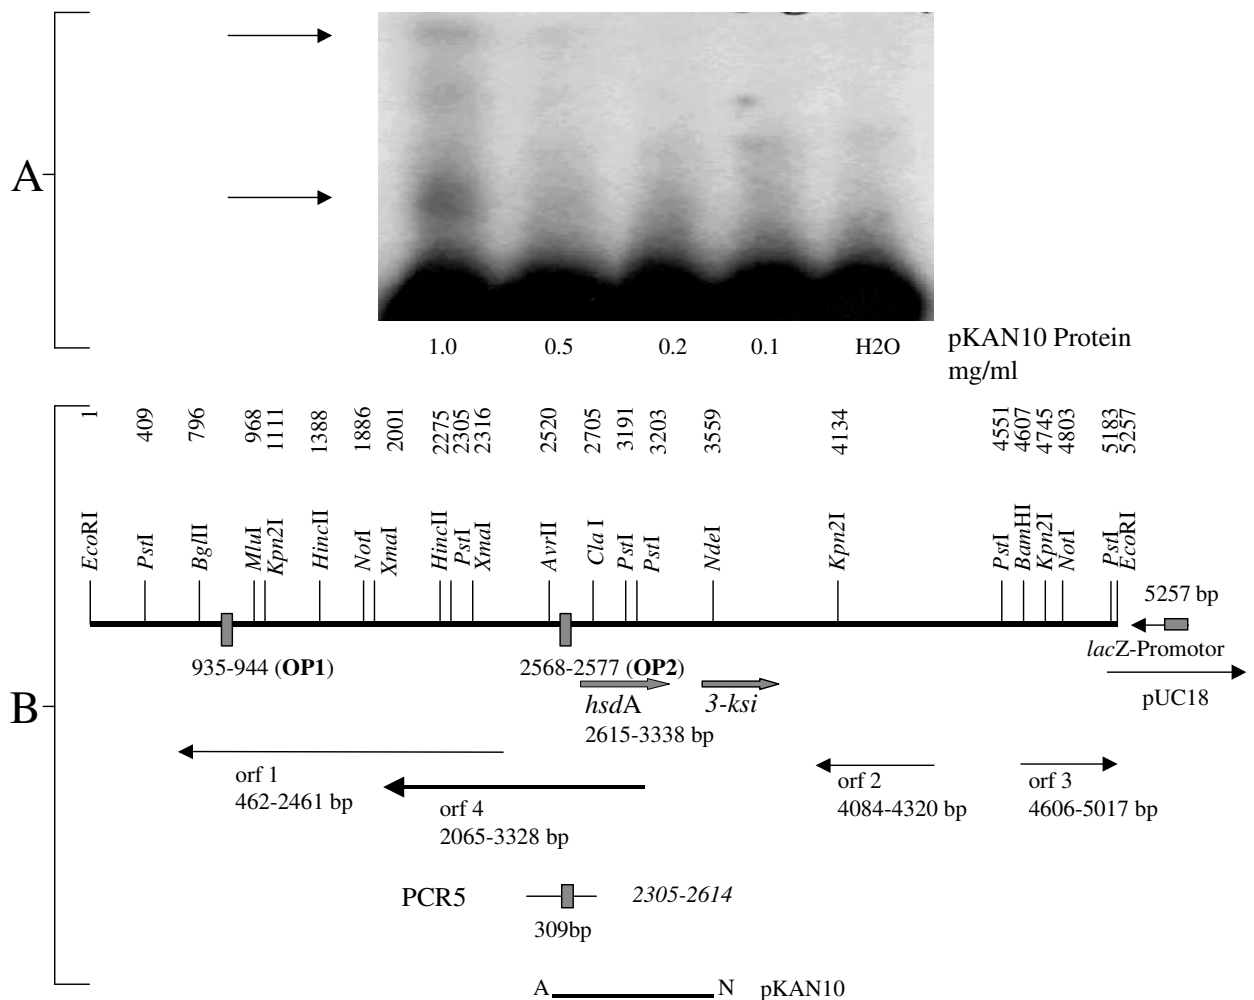 A
1.0 0.5 0.2 0.1 H2O
pKAN10 Protein
mg/ml
B
1 409 796 968 1111 1388 1886 2001 2275 2305 2316 2520 2705 3191 3203 3559 4134 4551 4607 4745 4803 5183 5257
EcoRI PstI BglII MluI Kpn2I HincII NotI XmaI HincII PstI XmaI AvrII Cla I PstI PstI NdeI Kpn2I PstI BamHI Kpn2I NotI PstI EcoRI
5257 bp
lacZ-Promotor
pUC18
935-944 (OP1)
2568-2577 (OP2)
hsdA
2615-3338 bp
3-ksi
orf 1
462-2461 bp
orf 4
2065-3328 bp
orf 2
4084-4320 bp
orf 3
4606-5017 bp
PCR5
2305-2614
309bp
A N pKAN10